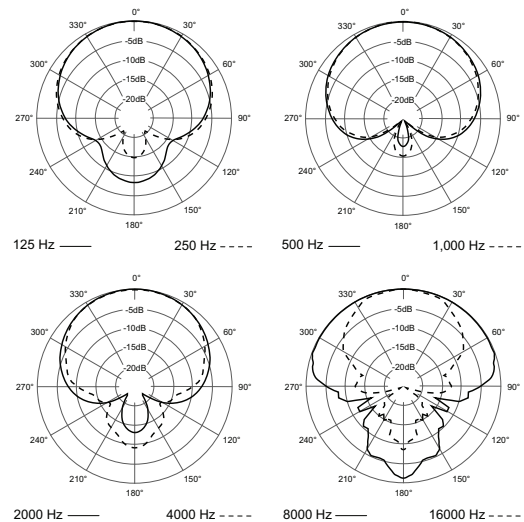 0° 0°
330° 30° 330° 30°
-5dB -5dB
300° 60° 300° 60°
-10dB -10dB
-15dB -15dB
-20dB -20dB
270° 90° 270° 90°
240° 120° 240° 120°
210° 150° 210° 150°
180° 180°
125 Hz 250 Hz 500 Hz 1,000 Hz
0° 0°
330° 30° 330° 30°
-5dB -5dB
300° 60° 300° 60°
-10dB -10dB
-15dB -15dB
-20dB -20dB
270° 90° 270° 90°
240° 120° 240° 120°
210° 150° 210° 150°
180° 180°
2000 Hz 4000 Hz 8000 Hz 16000 Hz